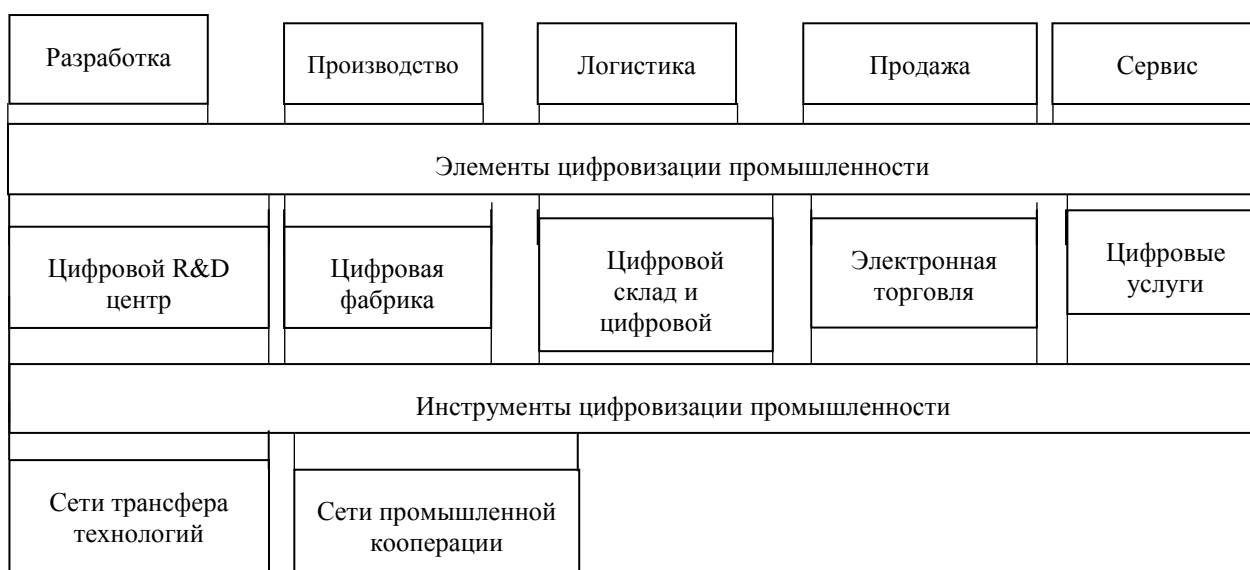 Разработка
Производство
Логистика
Продажа
Сервис
Элементы цифровизации промышленности
Цифровой R&D
центр
Цифровая
фабрика
Цифровой
склад и
цифровой
Электронная
торговля
Цифровые
услуги
Инструменты цифровизации промышленности
Сети трансфера
технологий
Сети промышленной
кооперации